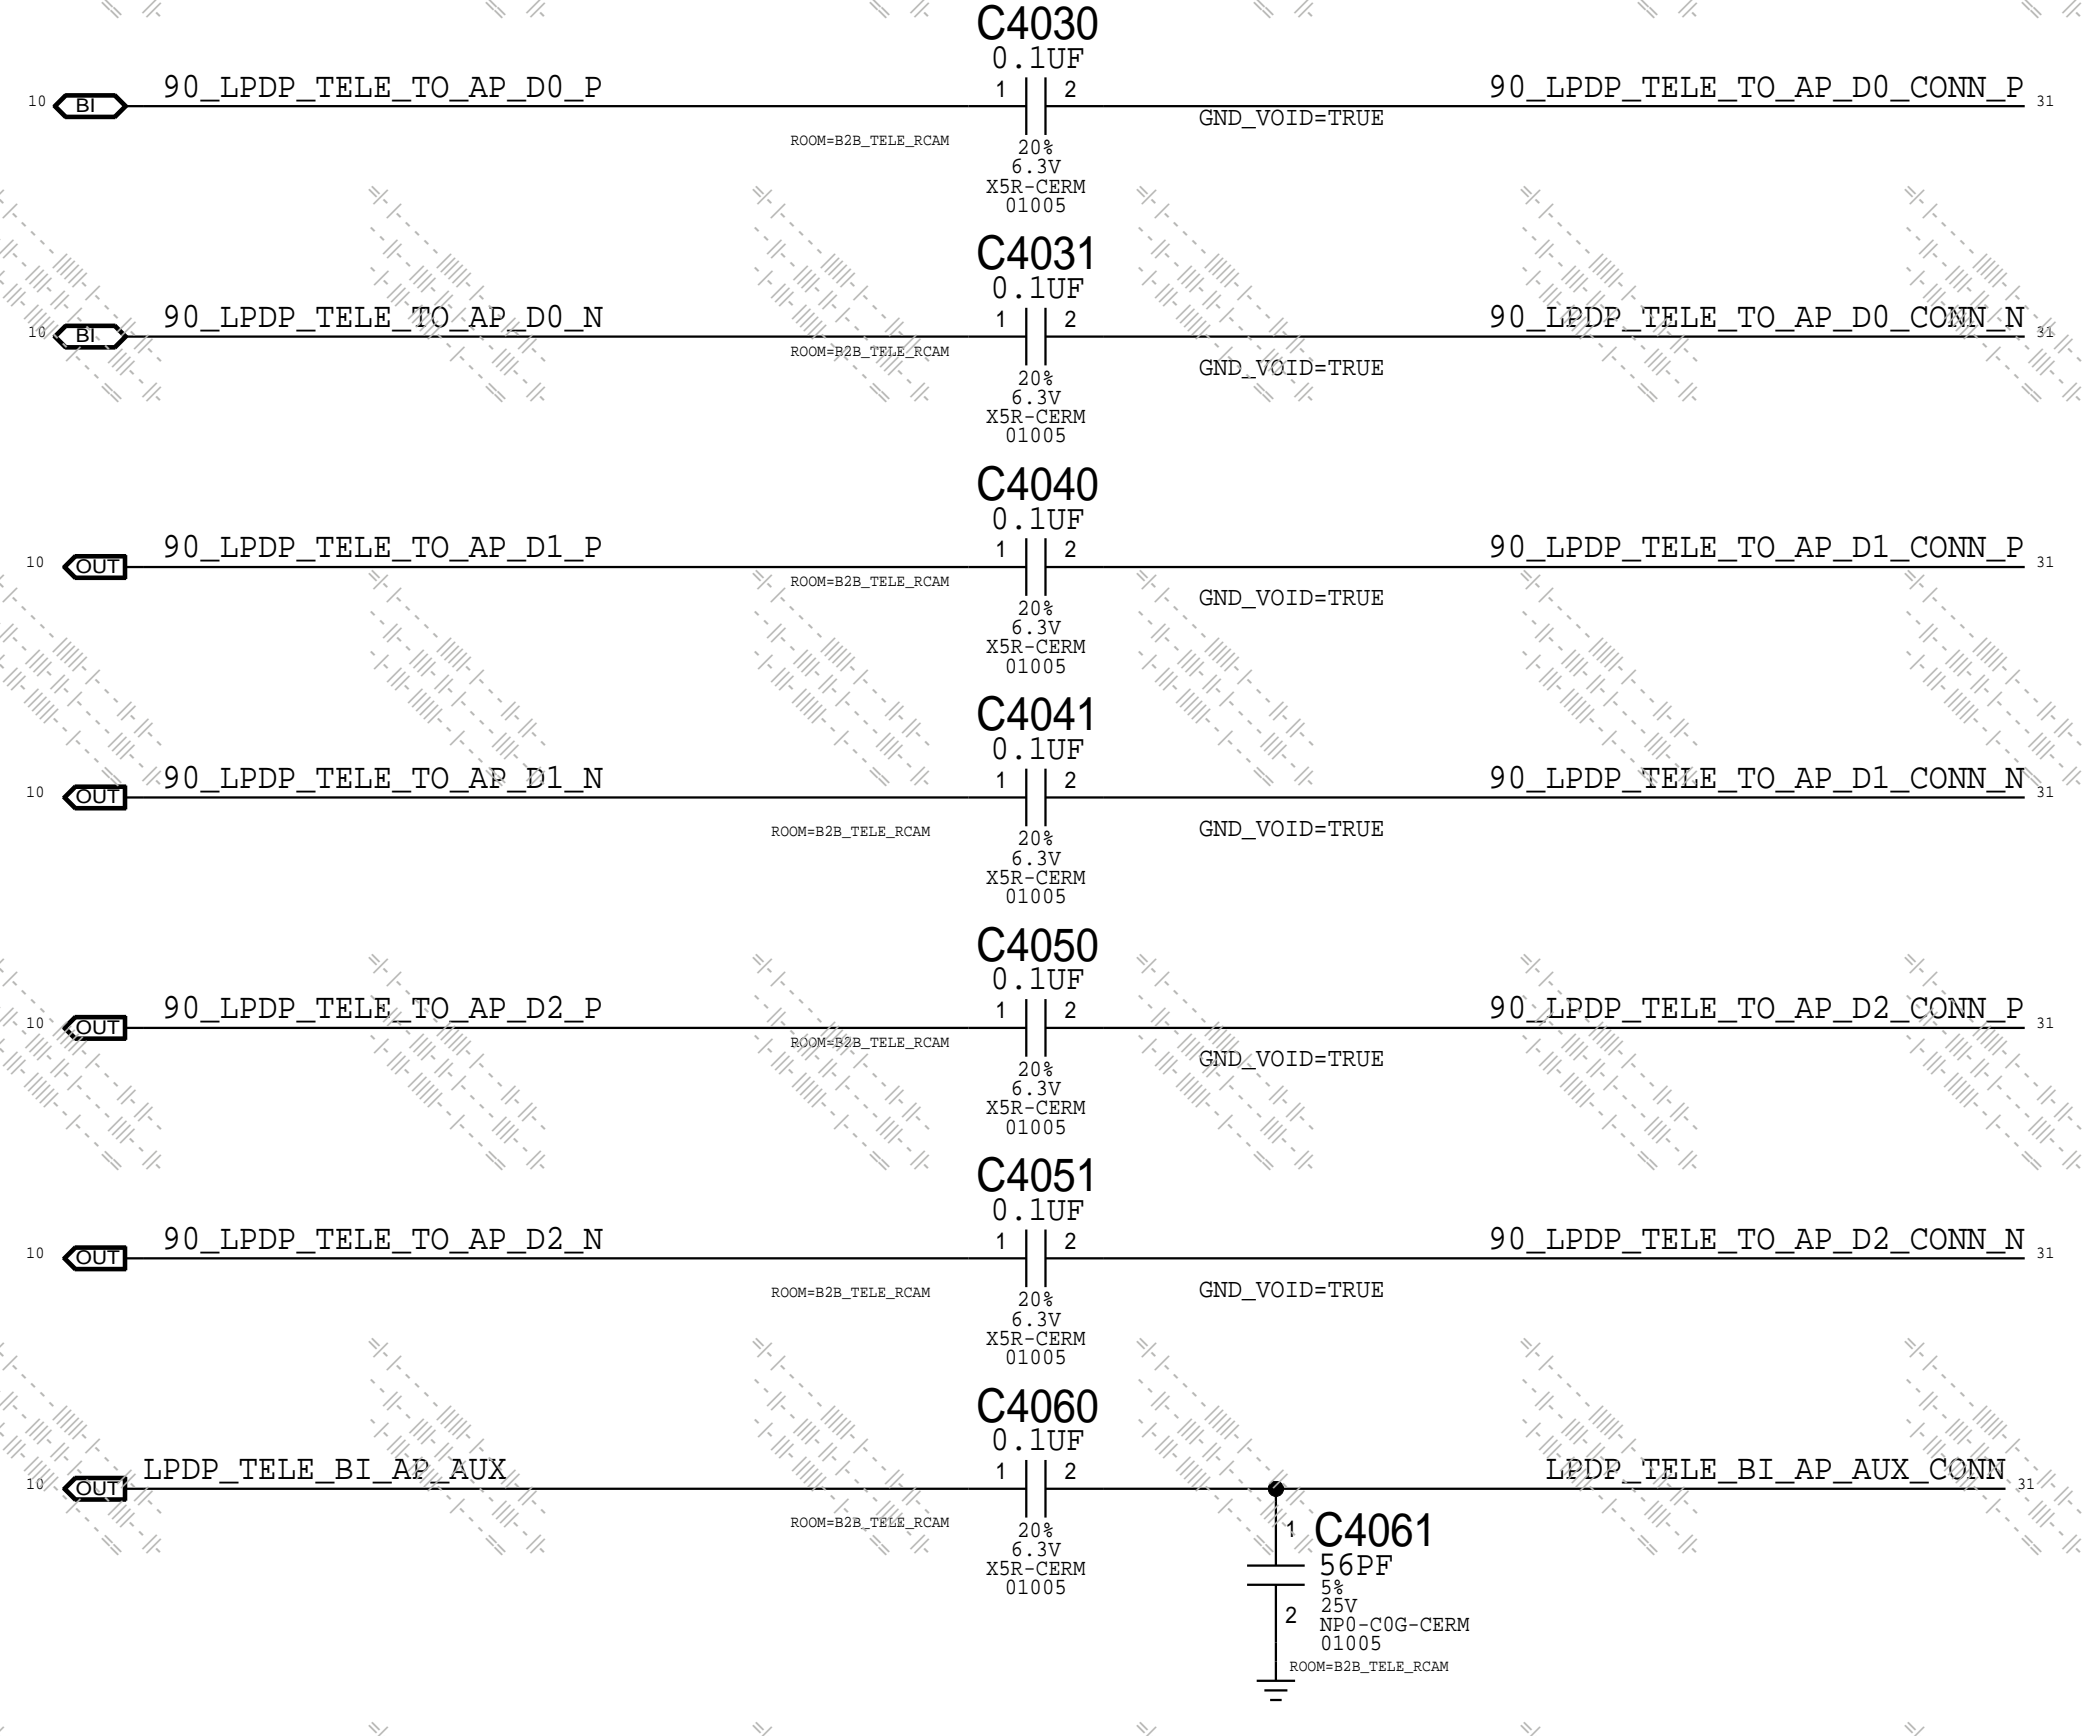 C4030
0.1UF
10 BI 90_LPDP_TELE_TO_AP_D0_P 1 2 90_LPDP_TELE_TO_AP_D0_CONN_P 31
GND_VOID=TRUE
ROOM=B2B_TELE_RCAM
20%
6.3V
X5R-CERM
01005
C4031
0.1UF
10 BI 90_LPDP_TELE_TO_AP_D0_N 1 2 90_LPDP_TELE_TO_AP_D0_CONN_N 31
ROOM=B2B_TELE_RCAM
GND_VOID=TRUE
20%
6.3V
X5R-CERM
01005
C4040
0.1UF
10 OUT 90_LPDP_TELE_TO_AP_D1_P 1 2 90_LPDP_TELE_TO_AP_D1_CONN_P 31
ROOM=B2B_TELE_RCAM
GND_VOID=TRUE
20%
6.3V
X5R-CERM
01005
C4041
0.1UF
10 OUT 90_LPDP_TELE_TO_AP_D1_N 1 2 90_LPDP_TELE_TO_AP_D1_CONN_N 31
ROOM=B2B_TELE_RCAM
GND_VOID=TRUE
20%
6.3V
X5R-CERM
01005
C4050
0.1UF
10 OUT 90_LPDP_TELE_TO_AP_D2_P 1 2 90_LPDP_TELE_TO_AP_D2_CONN_P 31
ROOM=B2B_TELE_RCAM
GND_VOID=TRUE
20%
6.3V
X5R-CERM
01005
C4051
0.1UF
10 OUT 90_LPDP_TELE_TO_AP_D2_N 1 2 90_LPDP_TELE_TO_AP_D2_CONN_N 31
ROOM=B2B_TELE_RCAM
GND_VOID=TRUE
20%
6.3V
X5R-CERM
01005
C4060
0.1UF
10 OUT LPDP_TELE_BI_AP_AUX 1 2 LPDP_TELE_BI_AP_AUX_CONN 31
ROOM=B2B_TELE_RCAM
20%
6.3V
X5R-CERM
01005
1 C4061
56PF
5%
25V
2 NP0-C0G-CERM
01005
ROOM=B2B_TELE_RCAM